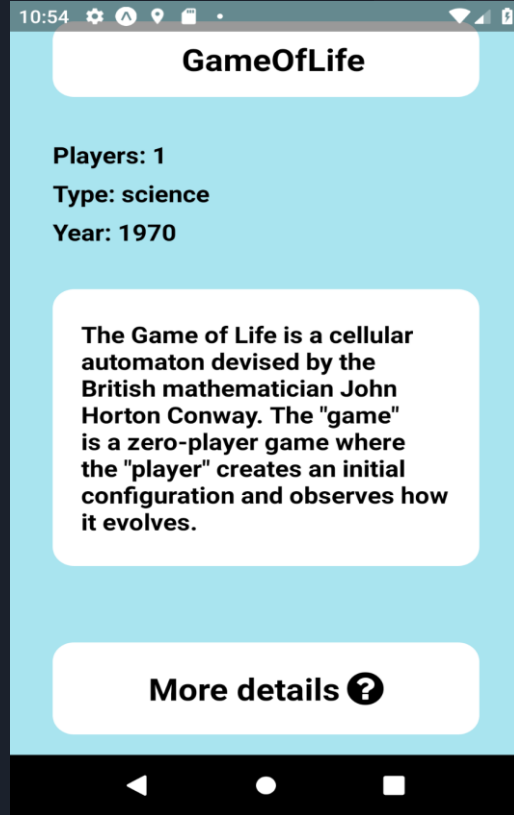 10:54
GameOfLife
Players: 1
Type: science
Year: 1970
The Game of Life is a cellular
automaton devised by the
British mathematician John
Horton Conway. The "game"
is a zero-player game where
the "player" creates an initial
configuration and observes how
it evolves.
More details